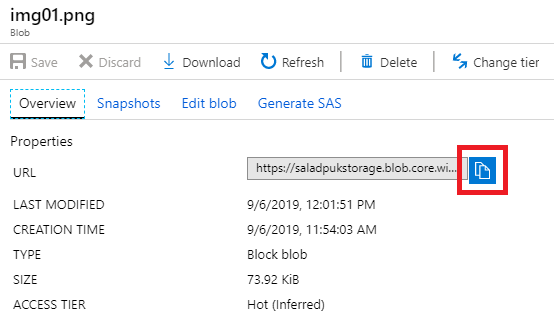 img01.png
Blob
Save Discard Download Refresh Delete Change tier
Overview Snapshots Edit blob Generate SAS
Properties
URL https://saladpukstorage.blob.core.wi...
LAST MODIFIED 9/6/2019, 12:01:51 PM
CREATION TIME 9/6/2019, 11:54:03 AM
TYPE Block blob
SIZE 73.92 KiB
ACCESS TIER Hot (Inferred)